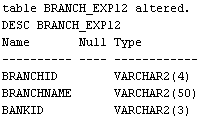 table BRANCH_EXP12 altered.
DESC BRANCH_EXP12
Name       Null Type
---------- ---- ------------
BRANCHID        VARCHAR2(4)
BRANCHNAME      VARCHAR2(50)
BANKID          VARCHAR2(3)